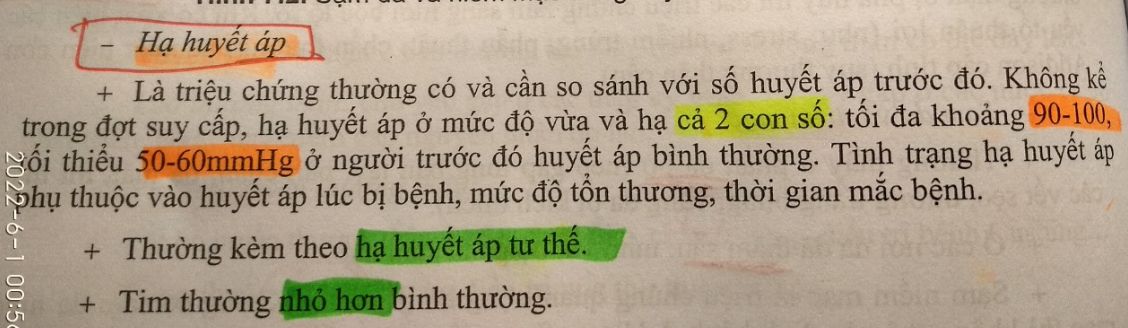 - Hạ huyết áp
+ Là triệu chứng thường có và cần so sánh với số huyết áp trước đó. Không kể
trong đợt suy cấp, hạ huyết áp ở mức độ vừa và hạ cả 2 con số: tối đa khoảng 90-100,
tối thiểu 50-60mmHg ở người trước đó huyết áp bình thường. Tình trạng hạ huyết áp
phụ thuộc vào huyết áp lúc bị bệnh, mức độ tổn thương, thời gian mắc bệnh.
+ Thường kèm theo hạ huyết áp tư thế.
+ Tim thường nhỏ hơn bình thường.
2022-6-1 00:5